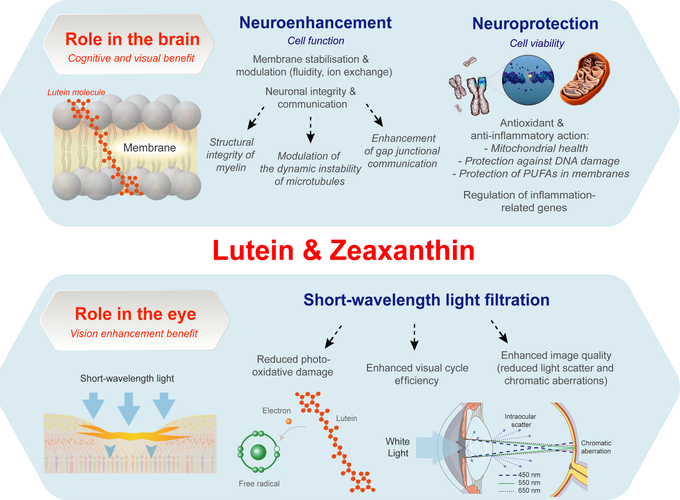 Role in the brain
Cognitive and visual benefit
Lutein molecule
Membrane
Neuroenhancement
Cell function
Membrane stabilisation &
modulation (fluidity, ion exchange)
Neuronal integrity &
communication
Structural
integrity of
myelin
Modulation of
the dynamic instability
of microtubules
Enhancement
of gap junctional
communication
Neuroprotection
Cell viability
Antioxidant &
anti-inflammatory action:
- Mitochondrial health
- Protection against DNA damage
- Protection of PUFAs in membranes
Regulation of inflammation-
related genes
Lutein & Zeaxanthin
Role in the eye
Vision enhancement benefit
Short-wavelength light
Short-wavelength light filtration
Reduced photo-
oxidative damage
Electron
Lutein
Free radical
Enhanced visual cycle
efficiency
Enhanced image quality
(reduced light scatter and
chromatic aberrations)
White
Light
Intraocular
scatter
Chromatic
aberration
450 nm
550 nm
650 nm